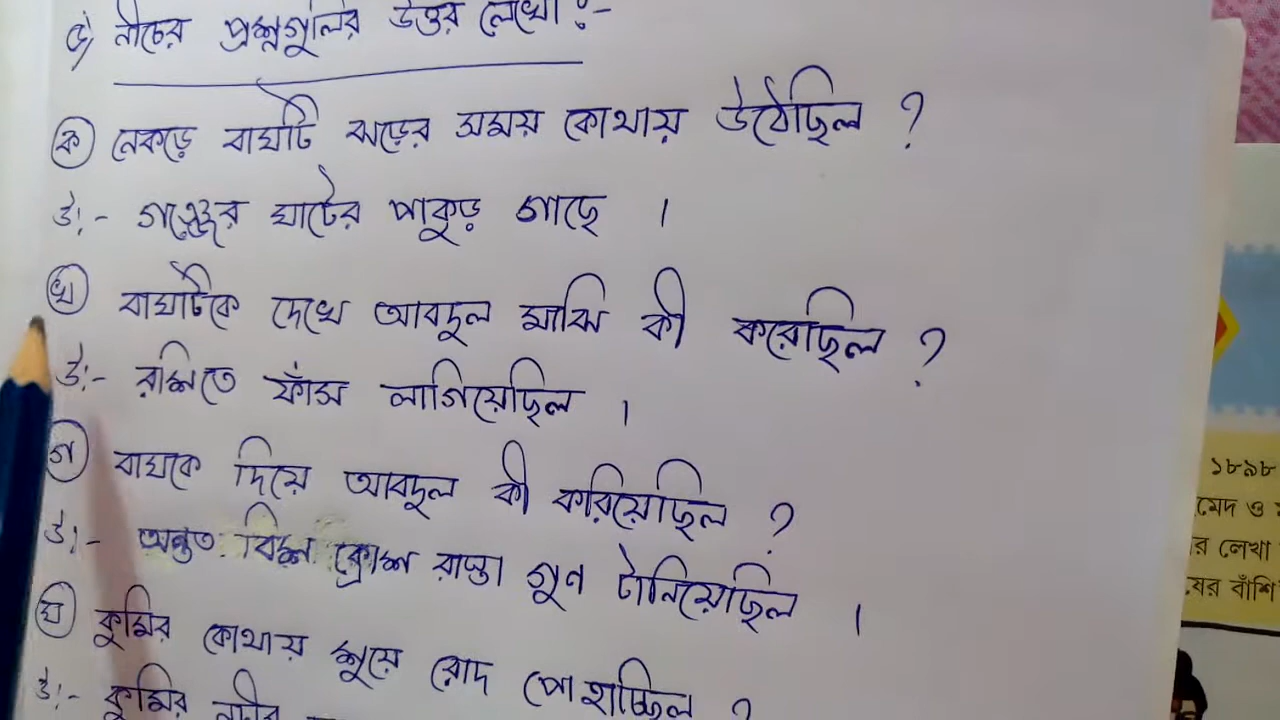 ৫) নীচের প্রশ্নগুলির উত্তর লেখো :-
ক) নেকড়ে বাঘটি ঝড়ের সময় কোথায় উঠেছিল ?
উ:- গঞ্জের ঘাটের পাকুড় গাছে ।
খ) বাঘটিকে দেখে আবদুল মাঝি কী করেছিল ?
উ:- রশিতে ফাঁস লাগিয়েছিল ।
গ) বাঘকে দিয়ে আবদুল কী করিয়েছিল ?
উ:- অন্তত বিশ ক্রোশ রাস্তা গুন টানিয়েছিল ।
ঘ) কুমির কোথায় শুয়ে রোদ পোহাচ্ছিল ?
উ:- কুমির নদীর
১৮৯৮
মেদ ও
র লেখা
ষের বাঁশি